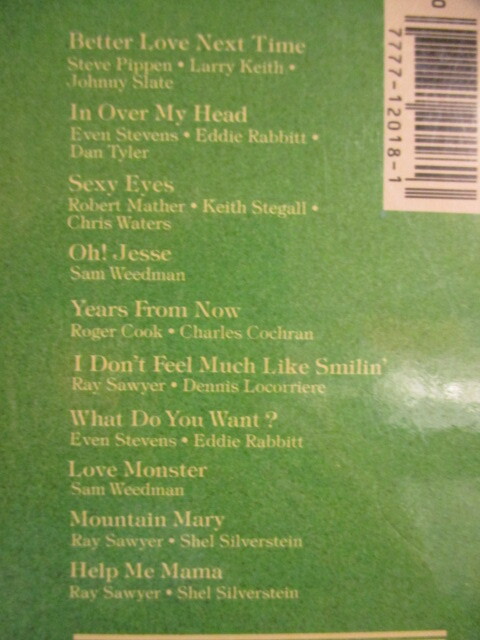 Better Love Next Time
Steve Pippen • Larry Keith •
Johnny Slate
In Over My Head
Even Stevens • Eddie Rabbitt •
Dan Tyler
Sexy Eyes
Robert Mather • Keith Stegall •
Chris Waters
Oh! Jesse
Sam Weedman
Years From Now
Roger Cook • Charles Cochran
I Don't Feel Much Like Smilin'
Ray Sawyer • Dennis Locorriere
What Do You Want ?
Even Stevens • Eddie Rabbitt
Love Monster
Sam Weedman
Mountain Mary
Ray Sawyer • Shel Silverstein
Help Me Mama
Ray Sawyer • Shel Silverstein
0
7777-12018-1